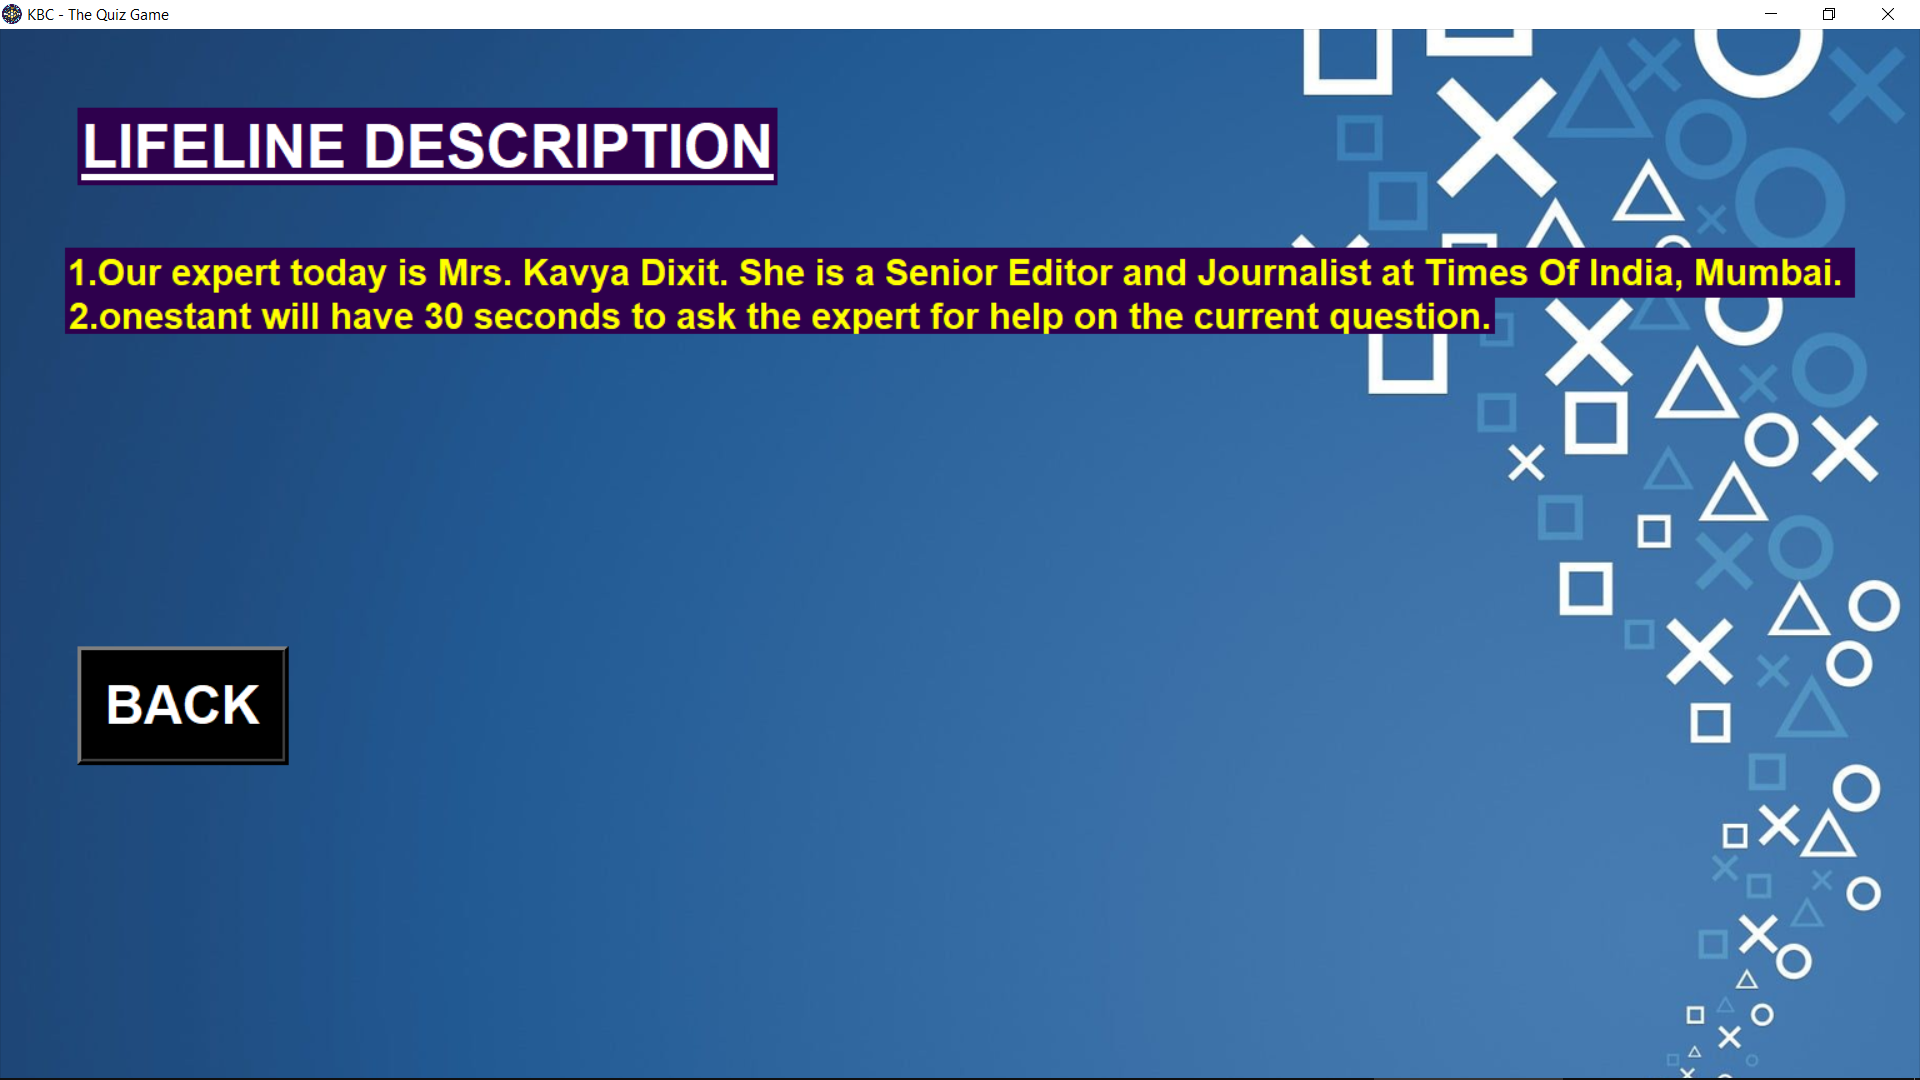 KBC - The Quiz Game
LIFELINE DESCRIPTION
1.Our expert today is Mrs. Kavya Dixit. She is a Senior Editor and Journalist at Times Of India, Mumbai.
2.onestant will have 30 seconds to ask the expert for help on the current question.
BACK